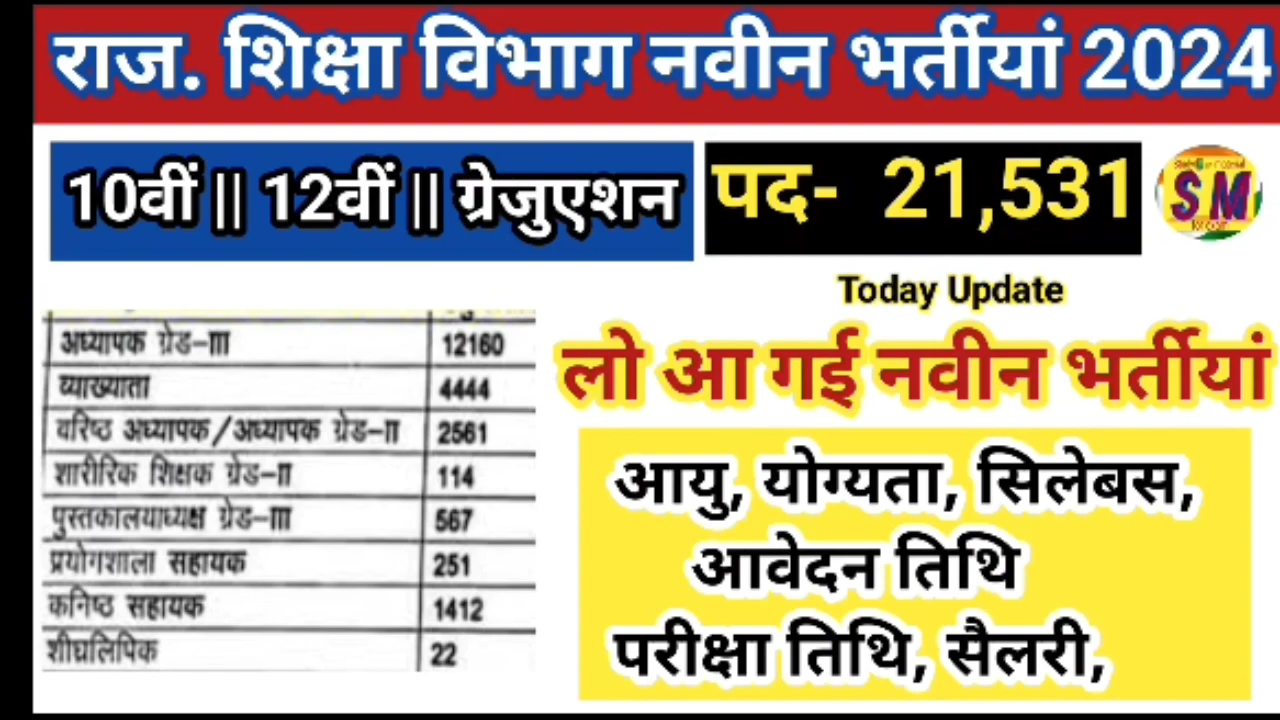 राज. शिक्षा विभाग नवीन भर्तीयां 2024
10वीं || 12वीं || ग्रेजुएशन
पद- 21,531
SM
Today Update
लो आ गई नवीन भर्तीयां
आयु, योग्यता, सिलेबस,
आवेदन तिथि
परीक्षा तिथि, सैलरी,
अध्यापक ग्रेड-III 12160
व्याख्याता 4444
वरिष्ठ अध्यापक/अध्यापक ग्रेड-II 2561
शारीरिक शिक्षक ग्रेड-II 114
पुस्तकालयाध्यक्ष ग्रेड-III 567
प्रयोगशाला सहायक 251
कनिष्ठ सहायक 1412
शीघ्रलिपिक 22